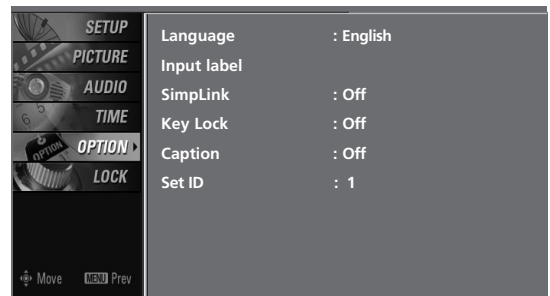 SETUP
PICTURE
AUDIO
TIME
OPTION
LOCK
Move MENU Prev
Language : English
Input label
SimpLink : Off
Key Lock : Off
Caption : Off
Set ID : 1